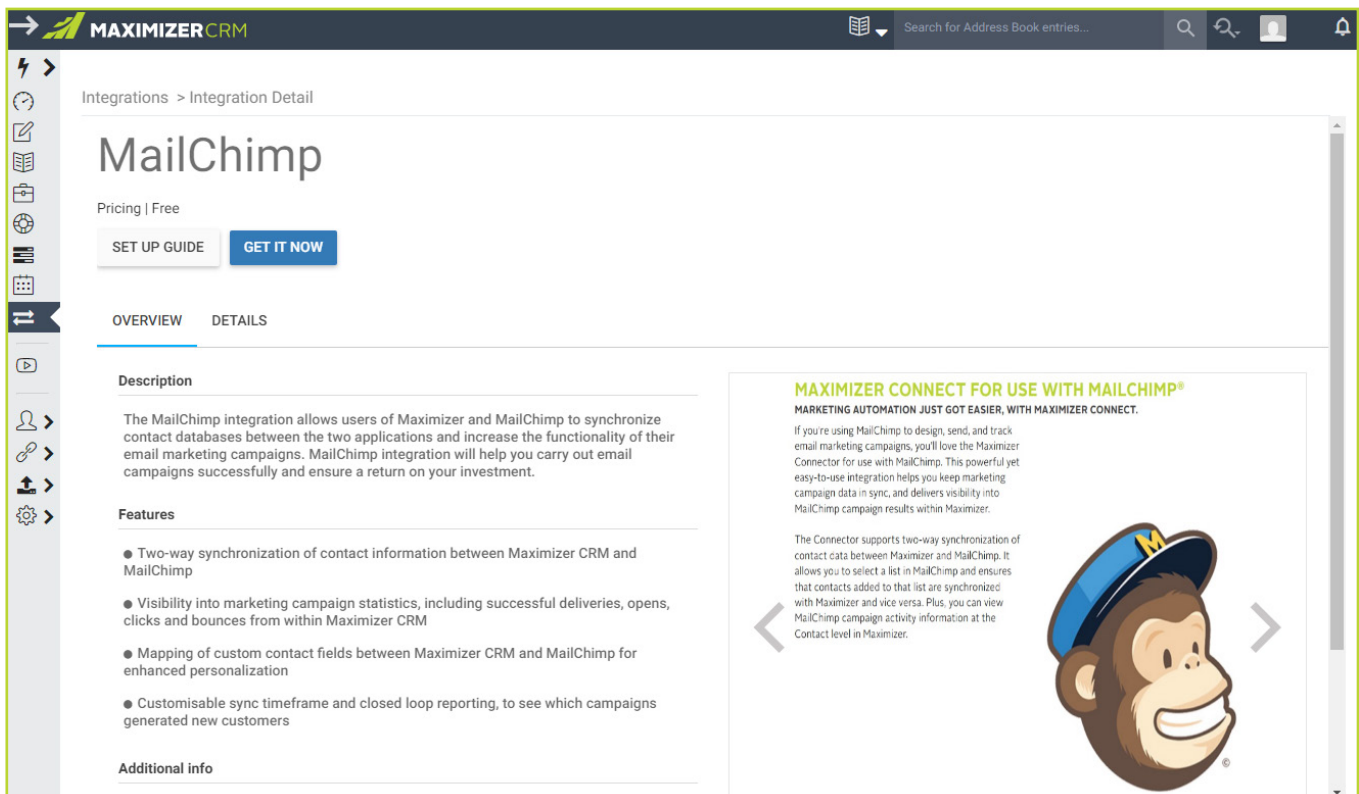 MAXIMIZER CRM
Search for Address Book entries...
Integrations > Integration Detail
MailChimp
Pricing | Free
SET UP GUIDE
GET IT NOW
OVERVIEW
DETAILS
Description
The MailChimp integration allows users of Maximizer and MailChimp to synchronize
contact databases between the two applications and increase the functionality of their
email marketing campaigns. MailChimp integration will help you carry out email
campaigns successfully and ensure a return on your investment.
Features
● Two-way synchronization of contact information between Maximizer CRM and
MailChimp
● Visibility into marketing campaign statistics, including successful deliveries, opens,
clicks and bounces from within Maximizer CRM
● Mapping of custom contact fields between Maximizer CRM and MailChimp for
enhanced personalization
● Customisable sync timeframe and closed loop reporting, to see which campaigns
generated new customers
Additional info
MAXIMIZER CONNECT FOR USE WITH MAILCHIMP®
MARKETING AUTOMATION JUST GOT EASIER, WITH MAXIMIZER CONNECT.
If you're using MailChimp to design, send, and track
email marketing campaigns, you'll love the Maximizer
Connector for use with MailChimp. This powerful yet
easy-to-use integration helps you keep marketing
campaign data in sync, and delivers visibility into
MailChimp campaign results within Maximizer.
The Connector supports two-way synchronization of
contact data between Maximizer and MailChimp. It
allows you to select a list in MailChimp and ensures
that contacts added to that list are synchronized
with Maximizer and vice versa. Plus, you can view
MailChimp campaign activity information at the
Contact level in Maximizer.
M
©